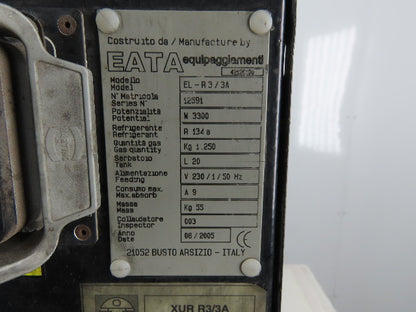 Costruito da / Manufacture by
EATA equipaggiamenti
Modello
Model
EL-R3/3A
N° Matricola
Series N°
12591
Potenzialità
Potential
W 3300
Refrigerante
Refrigerant
R 134a
Quantità gas
Gas quantity
Kg 1.250
Serbatoio
Tank
L 20
Alimentazione
Feeding
V 230/1/50 Hz
Consumo max.
Max. absorb
A 9
Massa
Mass
Kg 55
Collaudatore
Inspector
003
Anno
Date
06/2005
CE
21052 BUSTO ARSIZIO - ITALY
XUR R3/3A